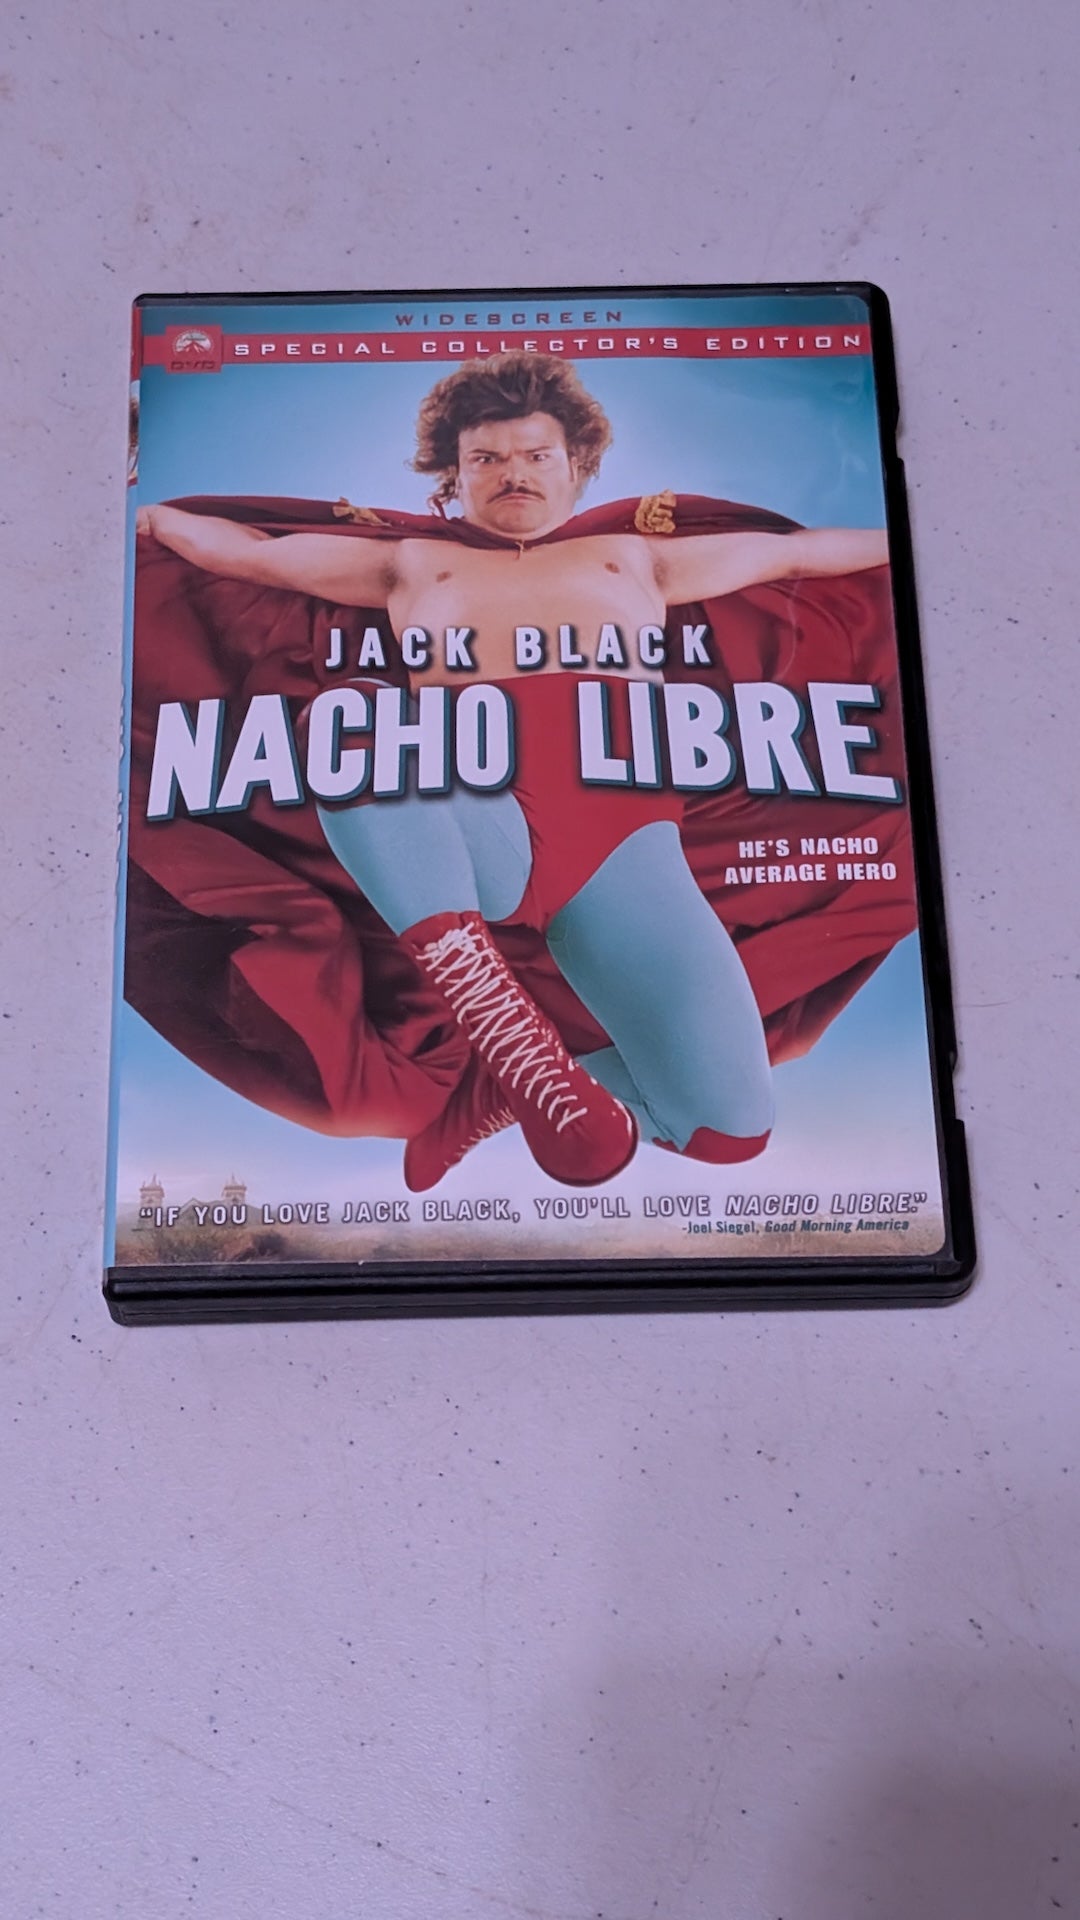 WIDESCREEN
SPECIAL COLLECTOR'S EDITION
DVD
JACK BLACK
NACHO LIBRE
HE'S NACHO
AVERAGE HERO
"IF YOU LOVE JACK BLACK, YOU'LL LOVE NACHO LIBRE."
-Joel Siegel, Good Morning America